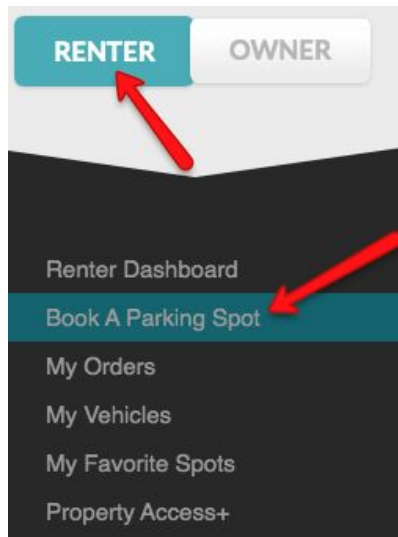 RENTER OWNER
Renter Dashboard
Book A Parking Spot
My Orders
My Vehicles
My Favorite Spots
Property Access+